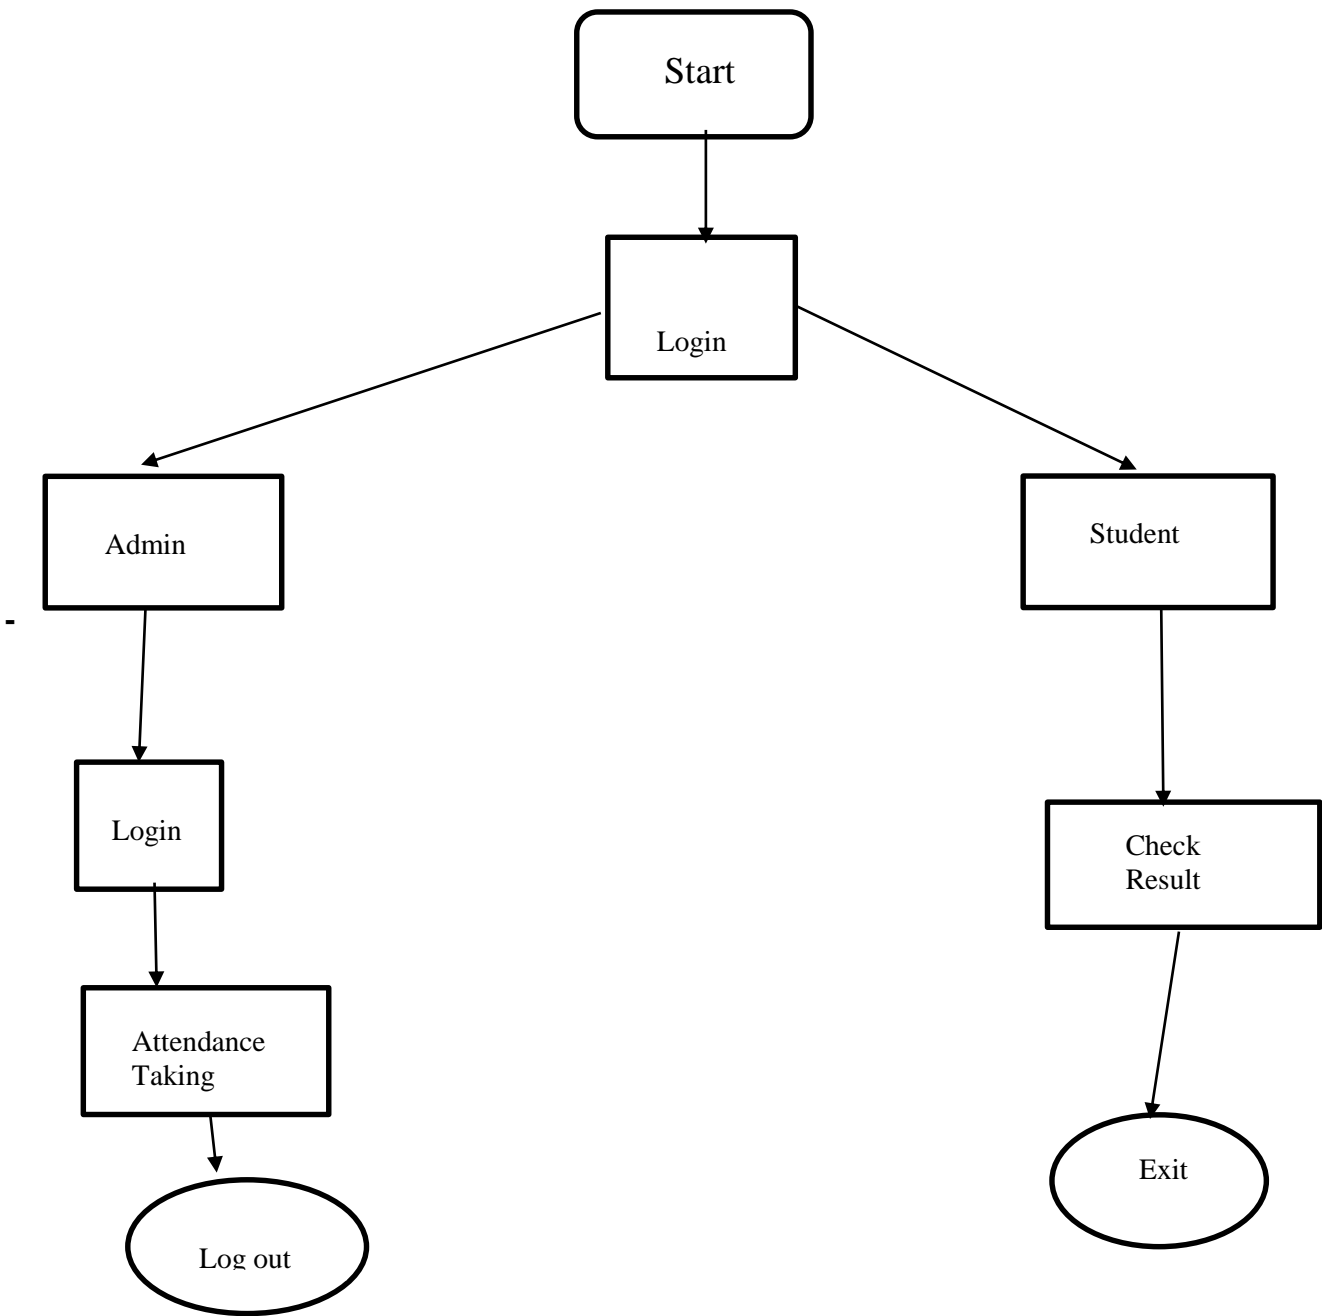 Start
Login
Admin
Student
-
Login
Check
Result
Attendance
Taking
Exit
Log out